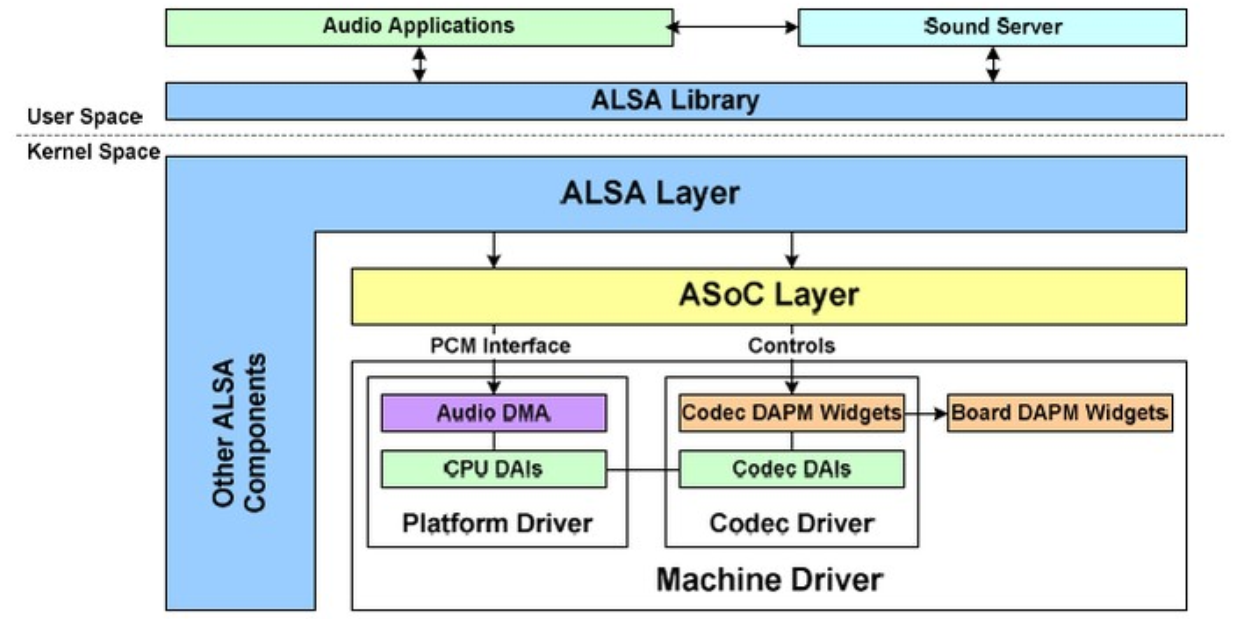 Audio Applications
Sound Server
ALSA Library
User Space
Kernel Space
ALSA Layer
ASoC Layer
PCM Interface
Controls
Other ALSA
Components
Audio DMA
Codec DAPM Widgets
Board DAPM Widgets
CPU DAIs
Codec DAIs
Platform Driver
Codec Driver
Machine Driver